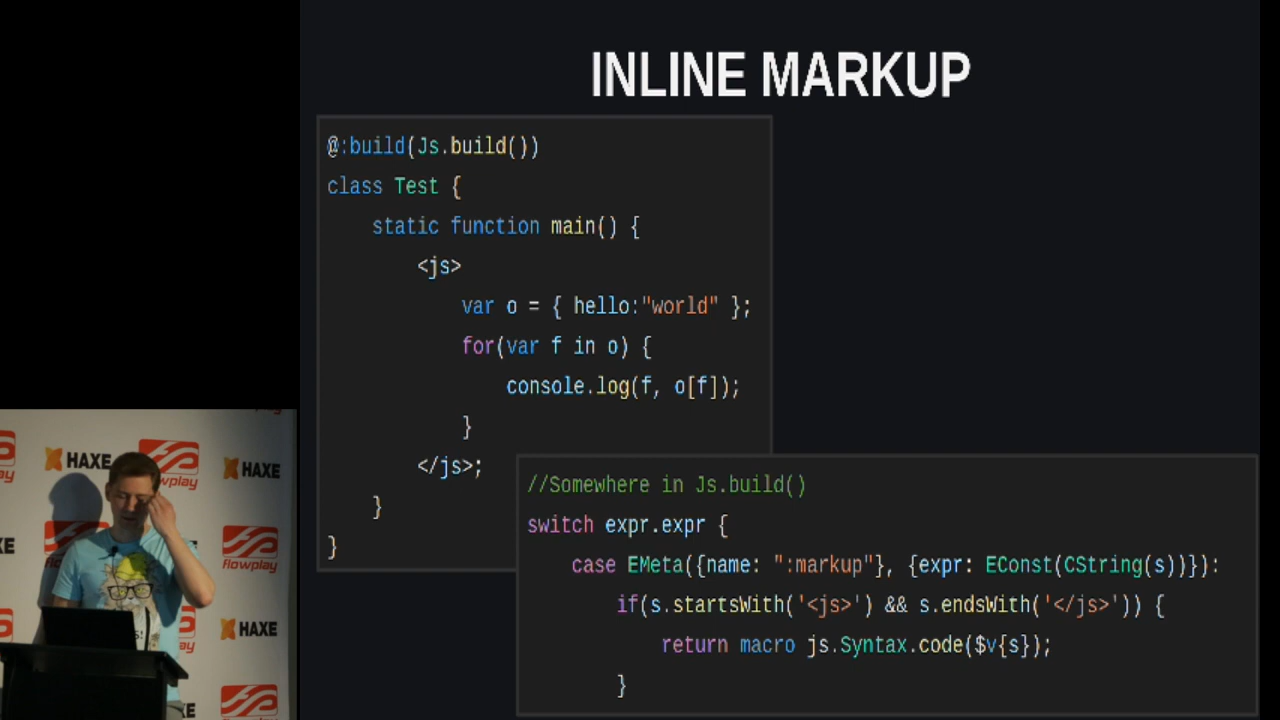 INLINE MARKUP
@:build(Js.build())
class Test {
    static function main() {
        <js>
            var o = { hello:"world" };
            for(var f in o) {
                console.log(f, o[f]);
            }
        </js>;
    }
}
//Somewhere in Js.build()
switch expr.expr {
    case EMeta({name: ":markup"}, {expr: EConst(CString(s))}):
        if(s.startsWith('<js>') && s.endsWith('</js>')) {
            return macro js.Syntax.code($v{s});
        }
HAXE
flowplay
HAXE
flowplay
HAXE